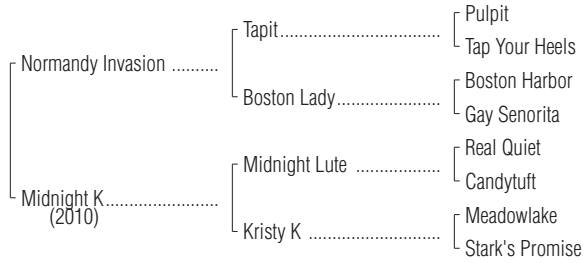 Pulpit
Tapit
Tap Your Heels
Normandy Invasion
Boston Harbor
Boston Lady
Gay Senorita
Real Quiet
Midnight Lute
Candytuft
Midnight K
(2010)
Meadowlake
Kristy K
Stark's Promise